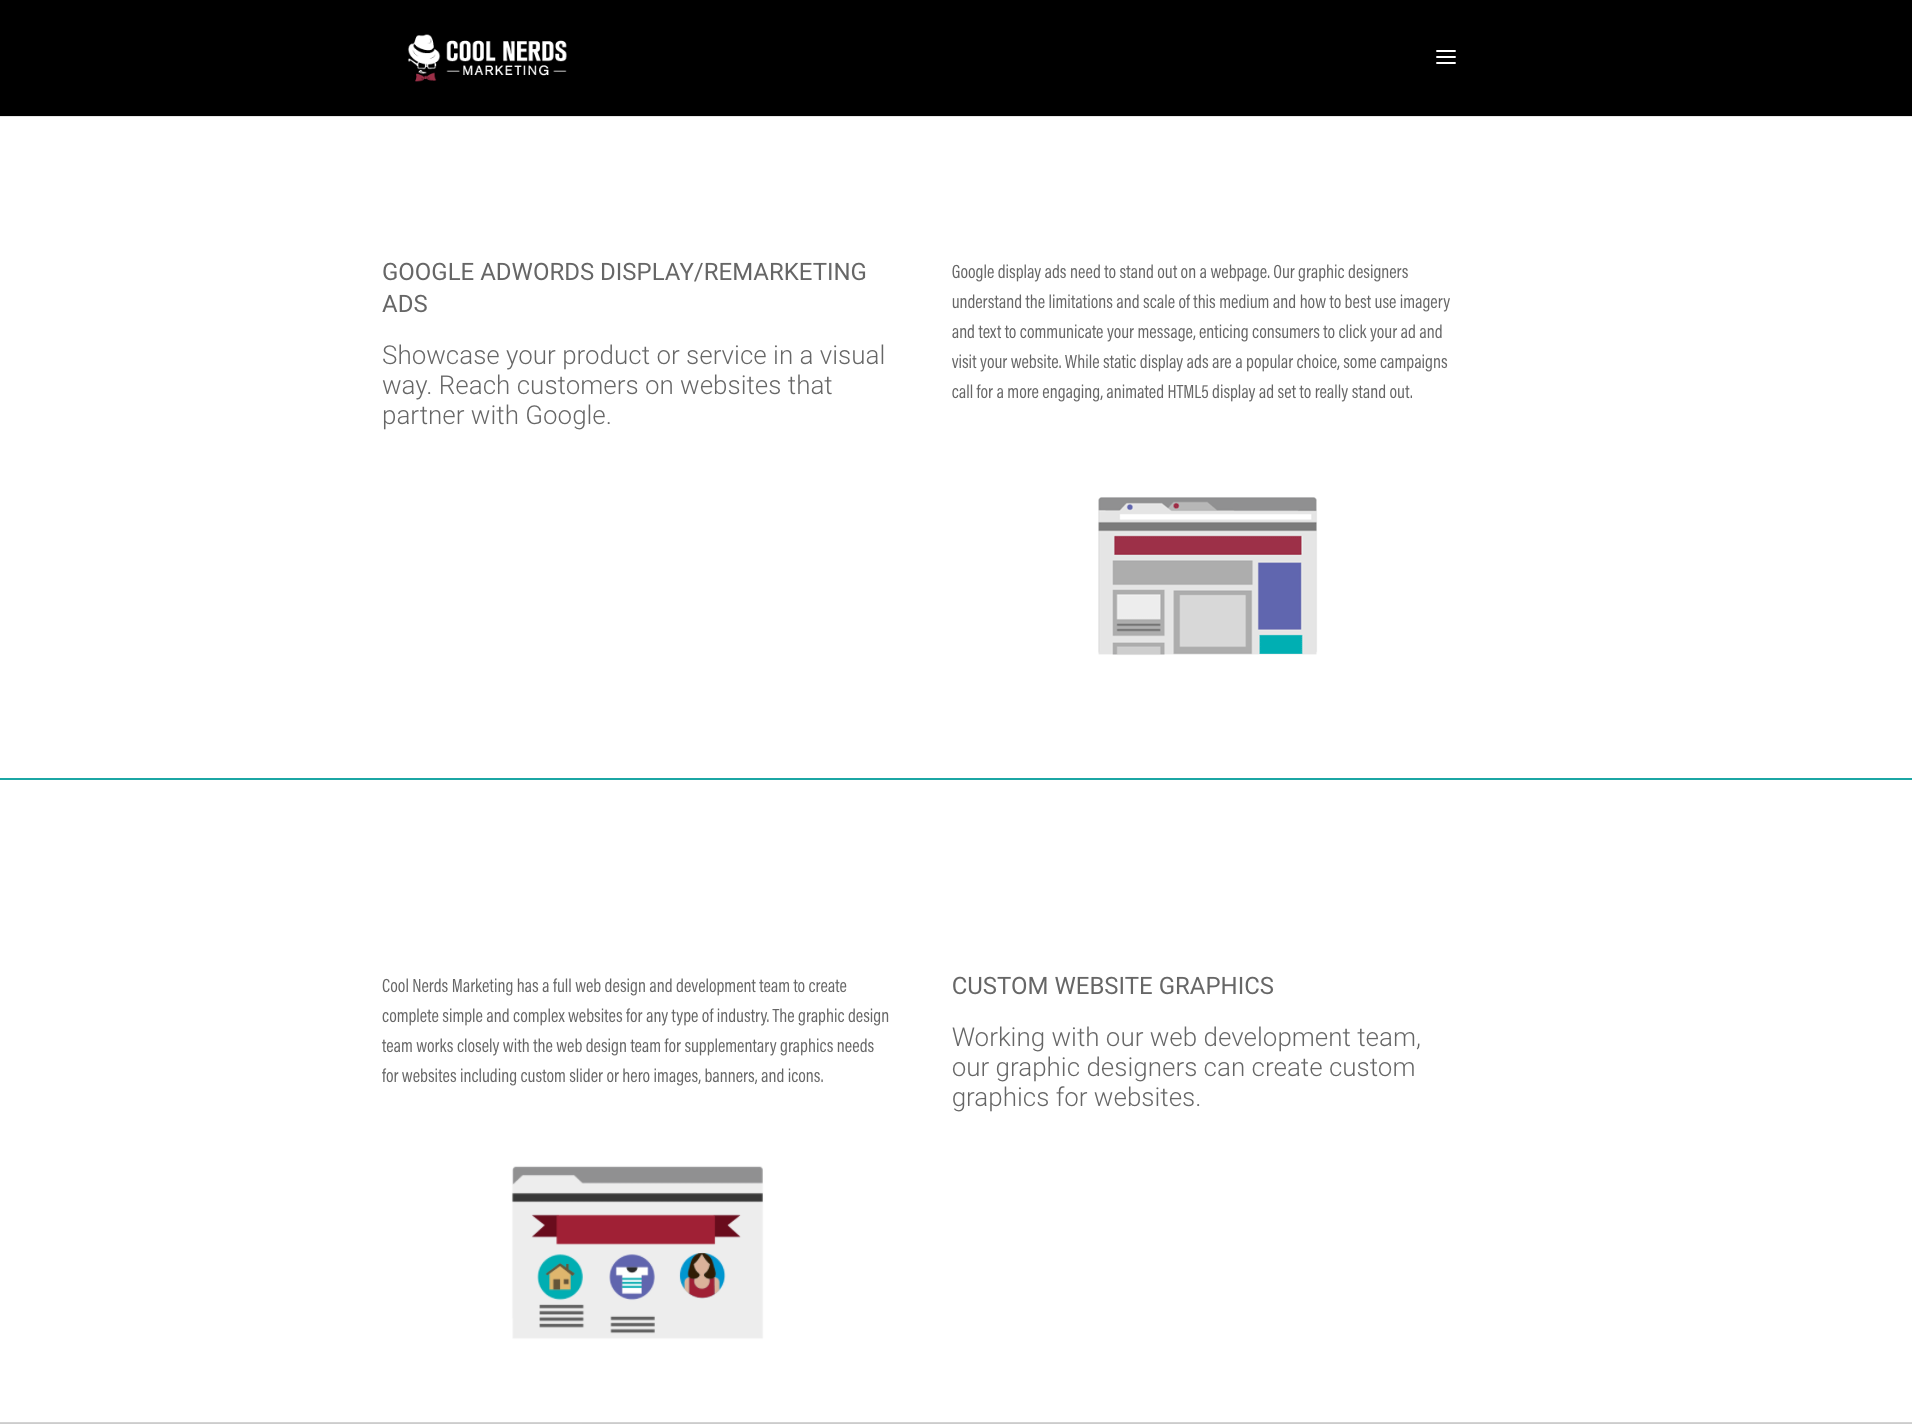 COOL NERDS
MARKETING
GOOGLE ADWORDS DISPLAY/REMARKETING
ADS
Showcase your product or service in a visual
way. Reach customers on websites that
partner with Google.
Google display ads need to stand out on a webpage. Our graphic designers
understand the limitations and scale of this medium and how to best use imagery
and text to communicate your message, enticing consumers to click your ad and
visit your website. While static display ads are a popular choice, some campaigns
call for a more engaging, animated HTML5 display ad set to really stand out.
Cool Nerds Marketing has a full web design and development team to create
complete simple and complex websites for any type of industry. The graphic design
team works closely with the web design team for supplementary graphics needs
for websites including custom slider or hero images, banners, and icons.
CUSTOM WEBSITE GRAPHICS
Working with our web development team,
our graphic designers can create custom
graphics for websites.